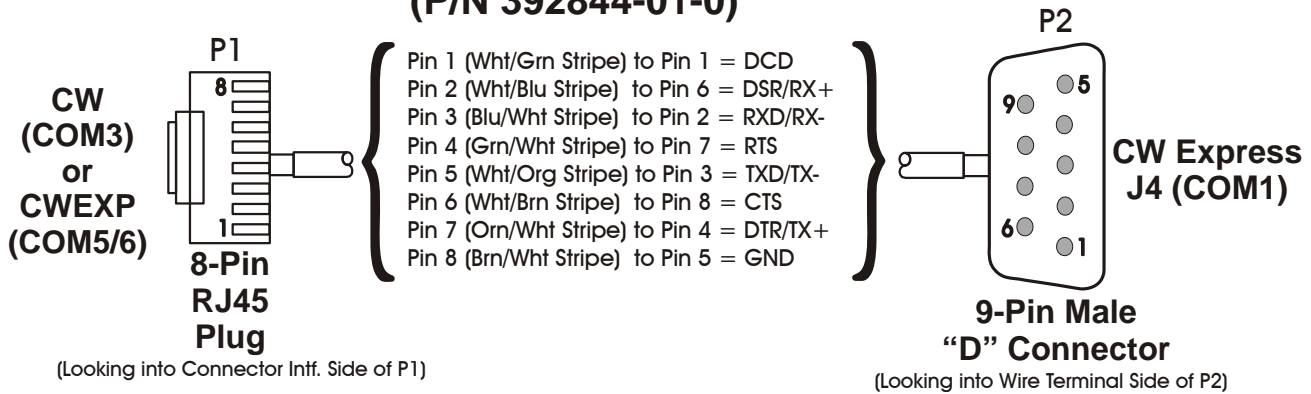 (P/N 392844-01-0)
P1
P2
CW
(COM3)
or
CWEXP
(COM5/6)
8
1
8-Pin
RJ45
Plug
(Looking into Connector Intf. Side of P1)
Pin 1 (Wht/Grn Stripe) to Pin 1 = DCD
Pin 2 (Wht/Blu Stripe) to Pin 6 = DSR/RX+
Pin 3 (Blu/Wht Stripe) to Pin 2 = RXD/RX-
Pin 4 (Grn/Wht Stripe) to Pin 7 = RTS
Pin 5 (Wht/Org Stripe) to Pin 3 = TXD/TX-
Pin 6 (Wht/Brn Stripe) to Pin 8 = CTS
Pin 7 (Orn/Wht Stripe) to Pin 4 = DTR/TX+
Pin 8 (Brn/Wht Stripe) to Pin 5 = GND
5
9
6
1
CW Express
J4 (COM1)
9-Pin Male
“D” Connector
(Looking into Wire Terminal Side of P2)